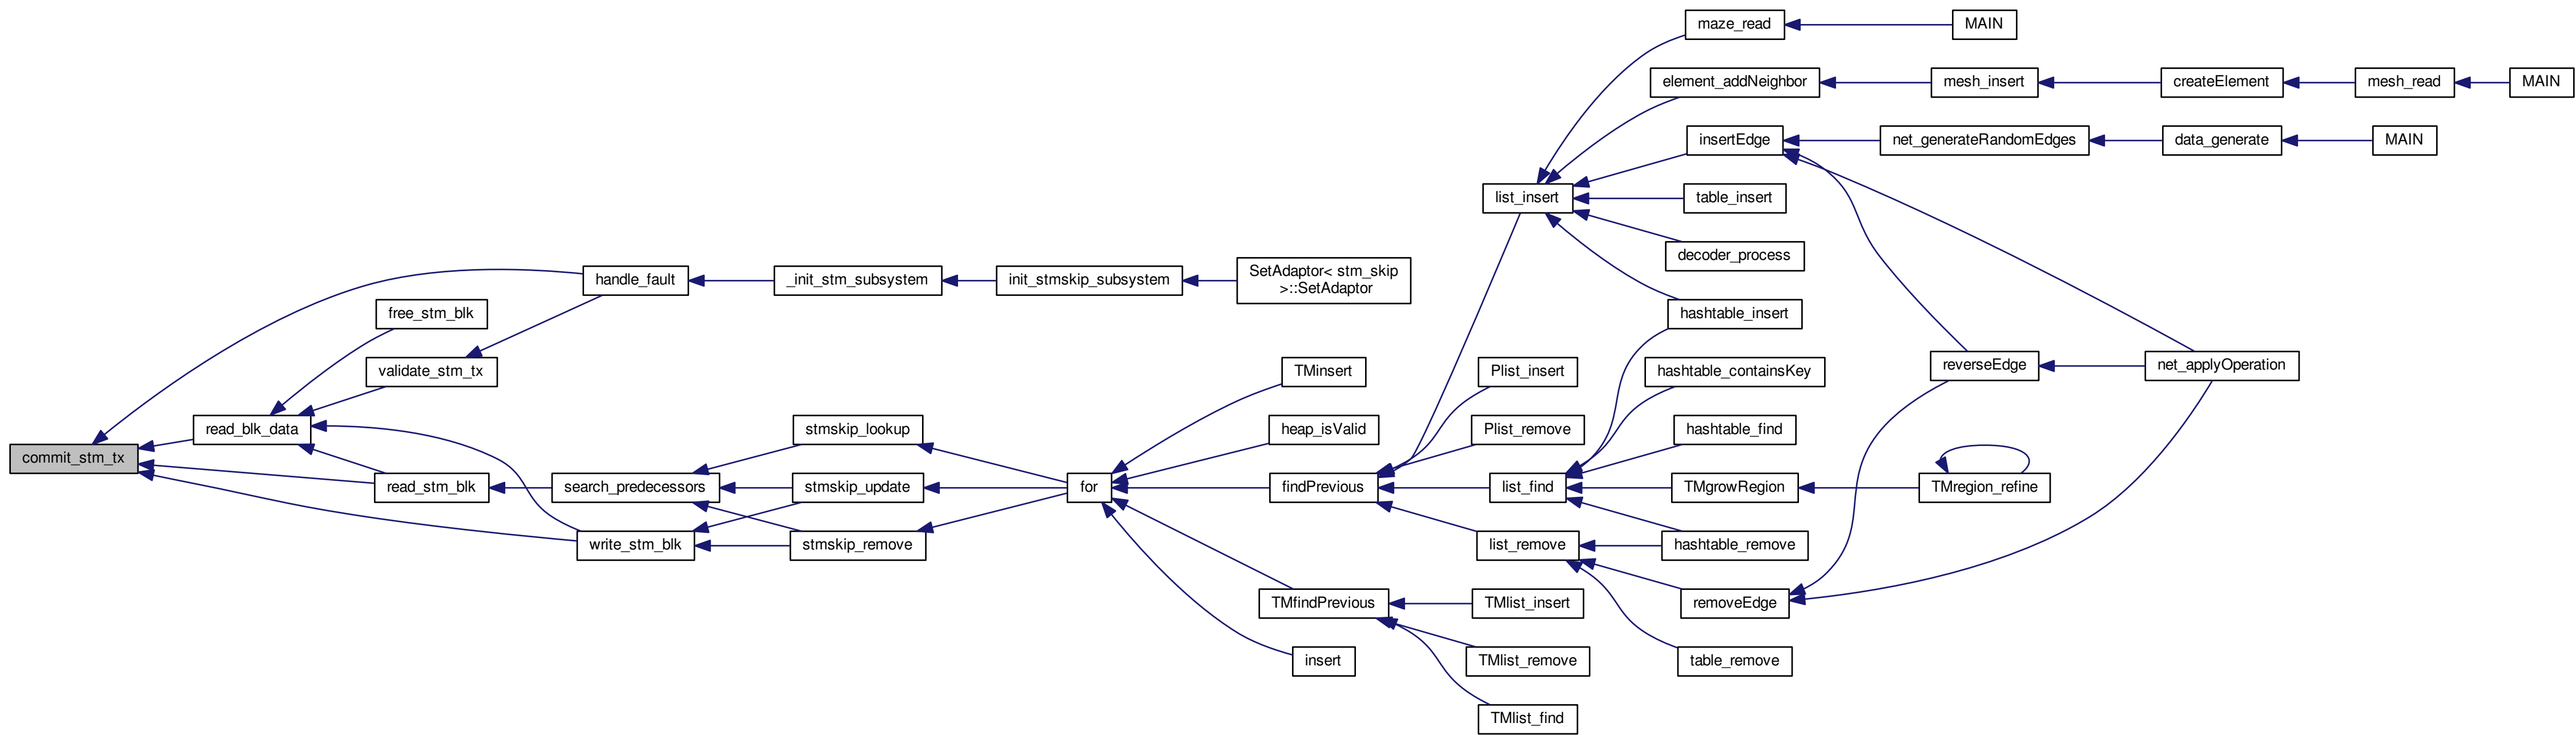 maze_read
MAIN
element_addNeighbor
mesh_insert
createElement
mesh_read
MAIN
insertEdge
net_generateRandomEdges
data_generate
MAIN
list_insert
table_insert
decoder_process
handle_fault
_init_stm_subsystem
init_stmskip_subsystem
SetAdaptor< stm_skip
>::SetAdaptor
free_stm_blk
hashtable_insert
validate_stm_tx
TMinsert
Plist_insert
hashtable_containsKey
reverseEdge
net_applyOperation
read_blk_data
stmskip_lookup
heap_isValid
Plist_remove
hashtable_find
commit_stm_tx
read_stm_blk
search_predecessors
stmskip_update
for
findPrevious
list_find
TMgrowRegion
TMregion_refine
write_stm_blk
stmskip_remove
list_remove
hashtable_remove
TMfindPrevious
TMlist_insert
removeEdge
insert
TMlist_remove
table_remove
TMlist_find